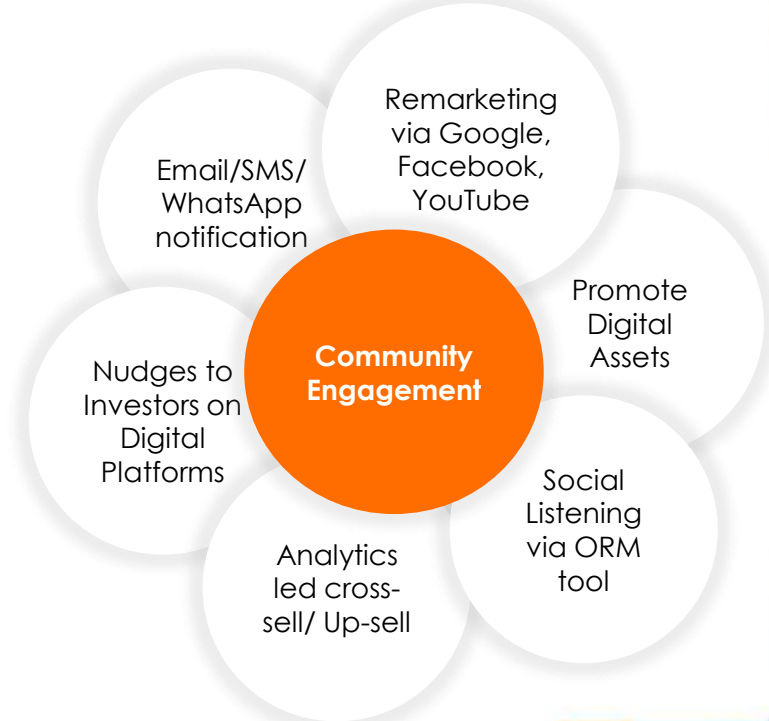 Remarketing
via Google,
Facebook,
YouTube
Email/SMS/
WhatsApp
notification
Promote
Digital
Assets
Community
Engagement
Nudges to
Investors on
Digital
Platforms
Social
Listening
via ORM
tool
Analytics
led cross-
sell/ Up-sell